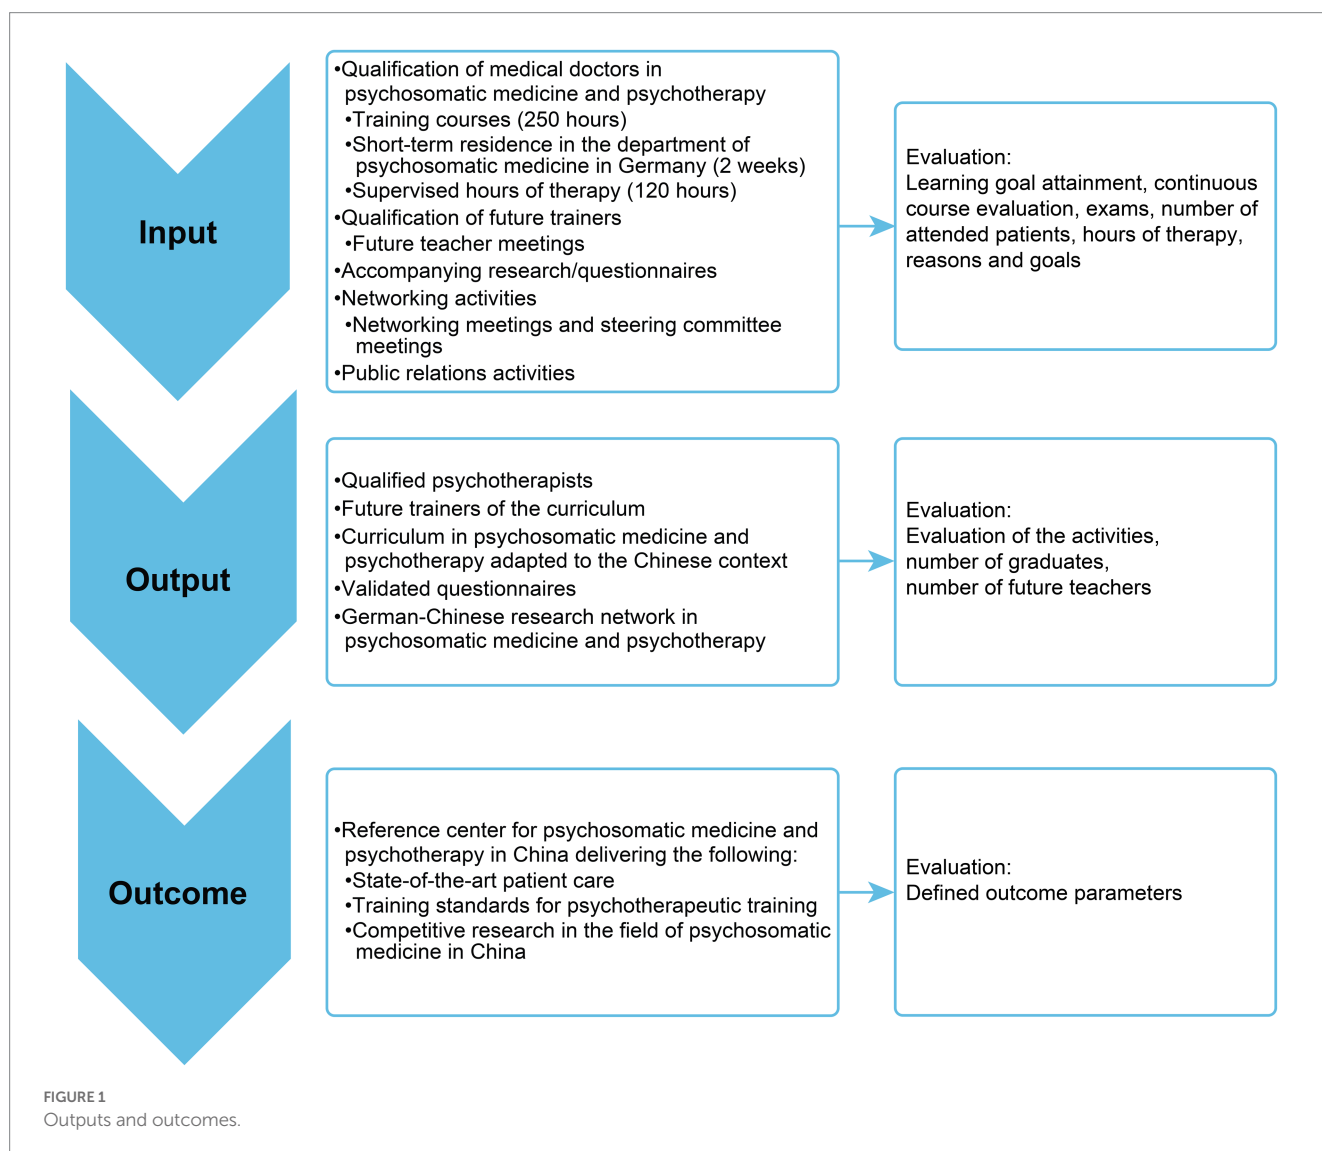 Input
•Qualification of medical doctors in
psychosomatic medicine and psychotherapy
•Training courses (250 hours)
•Short-term residence in the department of
psychosomatic medicine in Germany (2 weeks)
•Supervised hours of therapy (120 hours)
•Qualification of future trainers
•Future teacher meetings
•Accompanying research/questionnaires
•Networking activities
•Networking meetings and steering committee
meetings
•Public relations activities
Evaluation:
Learning goal attainment, continuous
course evaluation, exams, number of
attended patients, hours of therapy,
reasons and goals
Output
•Qualified psychotherapists
•Future trainers of the curriculum
•Curriculum in psychosomatic medicine and
psychotherapy adapted to the Chinese context
•Validated questionnaires
•German-Chinese research network in
psychosomatic medicine and psychotherapy
Evaluation:
Evaluation of the activities,
number of graduates,
number of future teachers
Outcome
•Reference center for psychosomatic medicine and
psychotherapy in China delivering the following:
•State-of-the-art patient care
•Training standards for psychotherapeutic training
•Competitive research in the field of psychosomatic
medicine in China
Evaluation:
Defined outcome parameters
FIGURE 1
Outputs and outcomes.